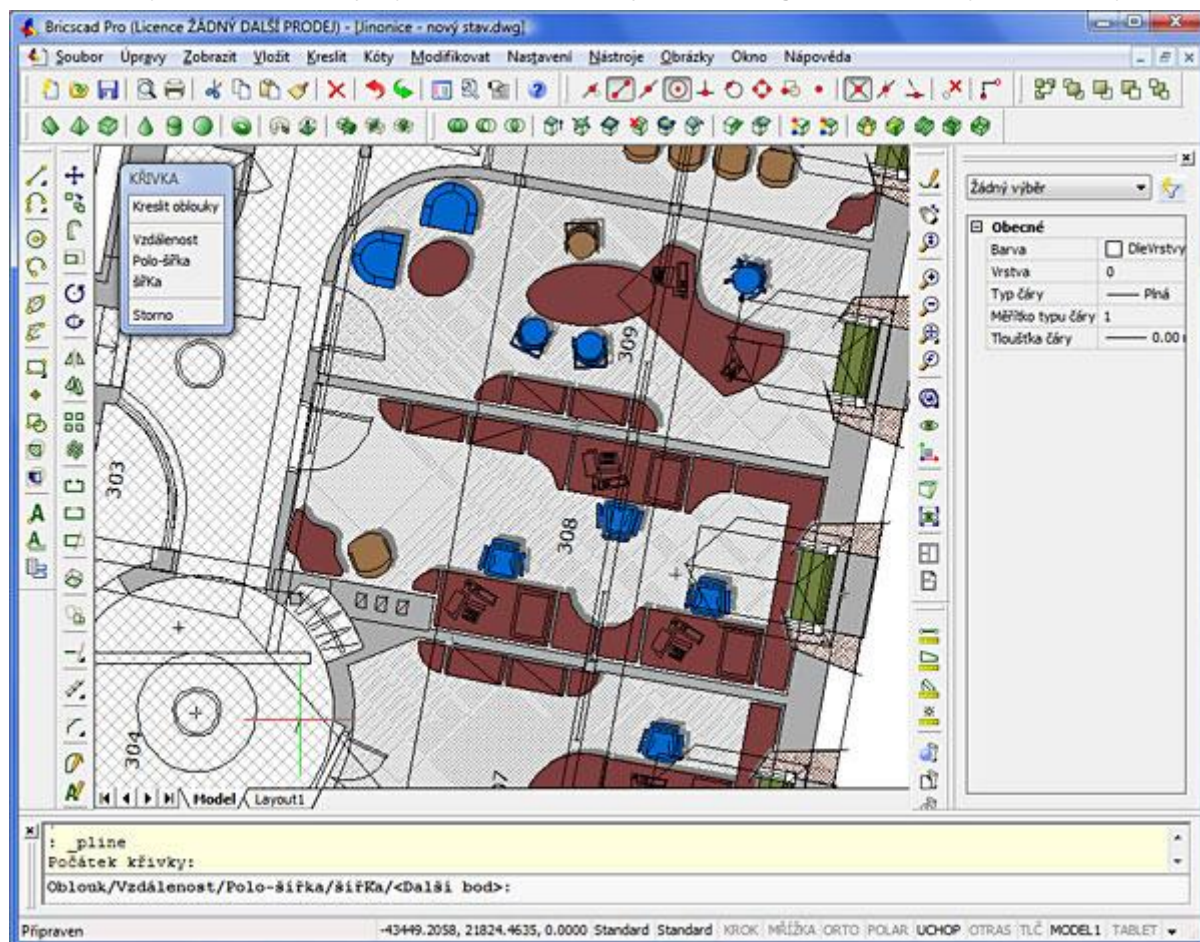 Bricscad Pro (Licence ŽÁDNÝ DALŠÍ PRODEJ) - [Jinonice - nový stav.dwg]
Soubor Úpravy Zobrazit Vložit Kreslit Kóty Modifikovat Nastavení Nástroje Obrázky Okno Nápověda
KŘIVKA
Kreslit oblouky
Vzdálenost
Polo-šířka
šířKa
Storno
Žádný výběr
Obecné
Barva DleVrstvy
Vrstva 0
Typ čáry Plná
Měřítko typu čáry 1
Tloušťka čáry 0.00
309
303
308
304
Model Layout1
: _pline
Počátek křivky:
Oblouk/Vzdálenost/Polo-šířka/šířKa/<Další bod>:
Připraven -43449.2058, 21824.4635, 0.0000 Standard Standard KROK MŘÍŽKA ORTO POLAR UCHOP OTRAS TLČ MODEL1 TABLET